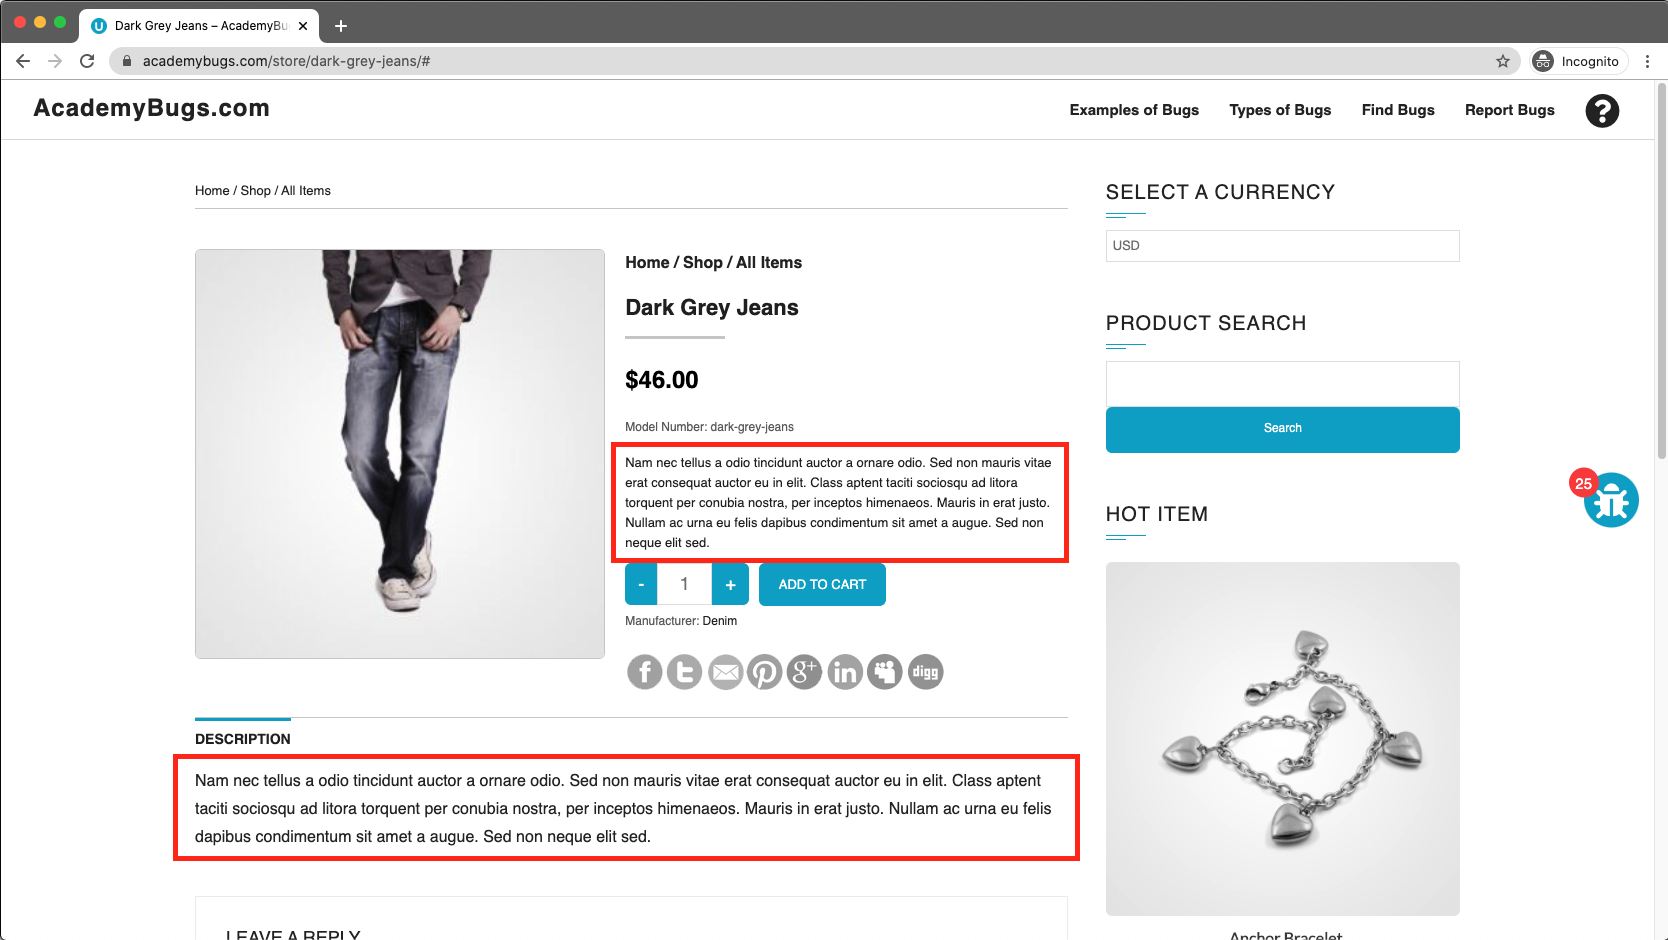 Dark Grey Jeans – AcademyBu
academybugs.com/store/dark-grey-jeans/#
Incognito
AcademyBugs.com
Examples of Bugs
Types of Bugs
Find Bugs
Report Bugs
?
Home / Shop / All Items
Home / Shop / All Items
Dark Grey Jeans
$46.00
Model Number: dark-grey-jeans
Nam nec tellus a odio tincidunt auctor a ornare odio. Sed non mauris vitae
erat consequat auctor eu in elit. Class aptent taciti sociosqu ad litora
torquent per conubia nostra, per inceptos himenaeos. Mauris in erat justo.
Nullam ac urna eu felis dapibus condimentum sit amet a augue. Sed non
neque elit sed.
- 1 + ADD TO CART
Manufacturer: Denim
digg
DESCRIPTION
Nam nec tellus a odio tincidunt auctor a ornare odio. Sed non mauris vitae erat consequat auctor eu in elit. Class aptent
taciti sociosqu ad litora torquent per conubia nostra, per inceptos himenaeos. Mauris in erat justo. Nullam ac urna eu felis
dapibus condimentum sit amet a augue. Sed non neque elit sed.
LEAVE A REPLY
SELECT A CURRENCY
USD
PRODUCT SEARCH
Search
25
HOT ITEM
Anchor Bracelet